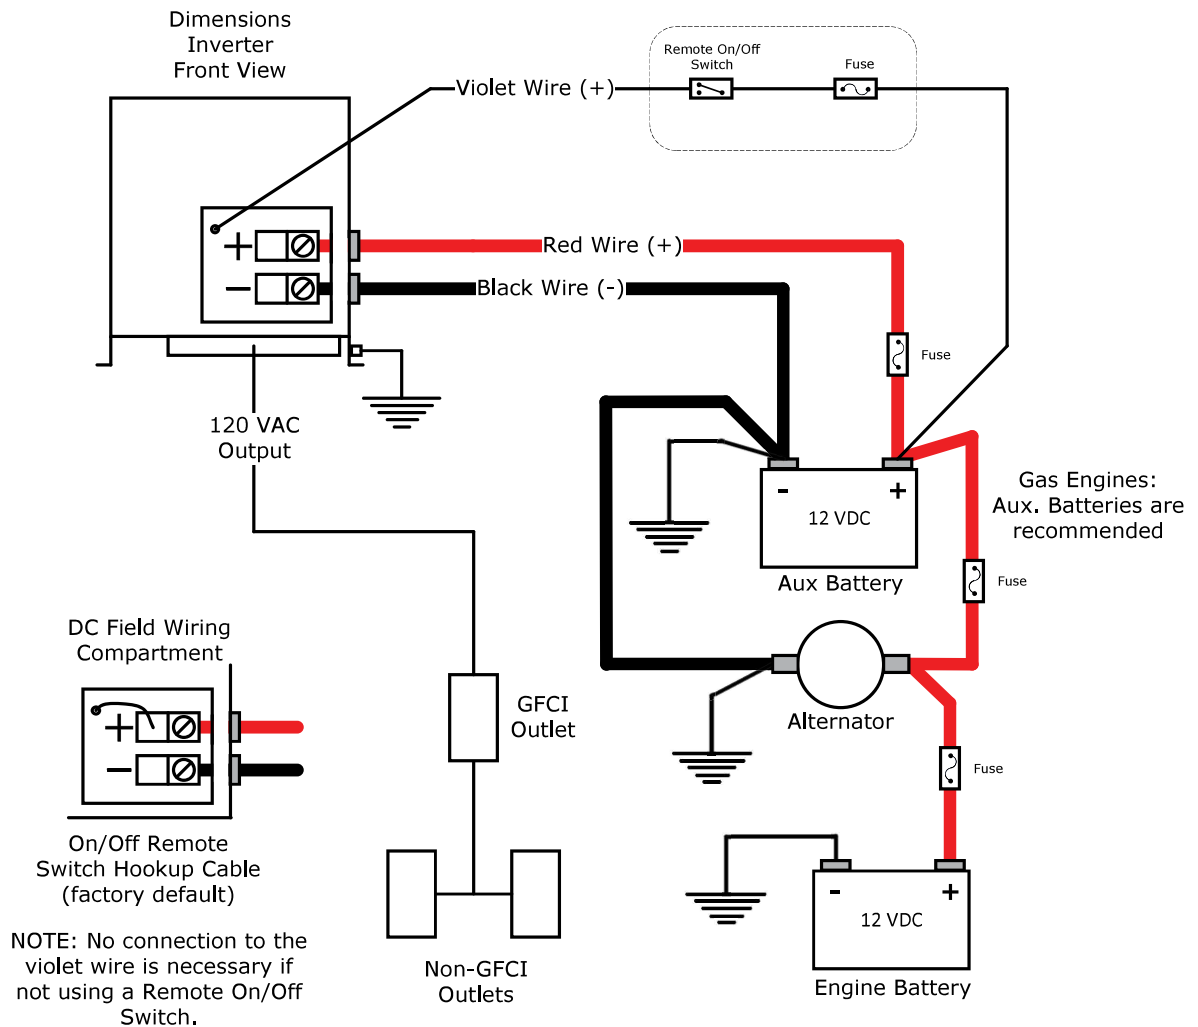 Dimensions
Inverter
Front View
Remote On/Off
Switch
Fuse
Violet Wire (+)
+
Red Wire (+)
−
Black Wire (-)
Fuse
120 VAC
Output
Gas Engines:
Aux. Batteries are
recommended
- +
12 VDC
Aux Battery
Fuse
DC Field Wiring
Compartment
GFCI
Outlet
Alternator
+
−
Fuse
On/Off Remote
Switch Hookup Cable
(factory default)
- +
12 VDC
NOTE: No connection to the
violet wire is necessary if
not using a Remote On/Off
Switch.
Non-GFCI
Outlets
Engine Battery